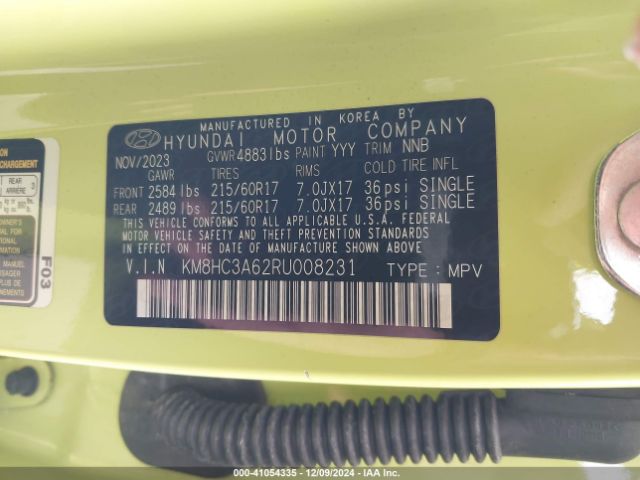 MANUFACTURED IN KOREA BY
HYUNDAI MOTOR COMPANY
NOV/2023 GVWR 4883lbs PAINT YYY TRIM NNB
GAWR TIRES RIMS COLD TIRE INFL
FRONT 2584 lbs 215/60R17 7.0JX17 36psi SINGLE
REAR 2489 lbs 215/60R17 7.0JX17 36psi SINGLE
THIS VEHICLE CONFORMS TO ALL APPLICABLE U.S.A. FEDERAL
MOTOR VEHICLE SAFETY AND THEFT PREVENTION STANDARDS
IN EFFECT ON THE DATE OF MANUFACTURE SHOWN ABOVE.
V.I.N KM8HC3A62RU008231 TYPE : MPV
CHARGEMENT
REAR
ARRIERE
3
F03
000-41054335 - 12/09/2024 - IAA Inc.